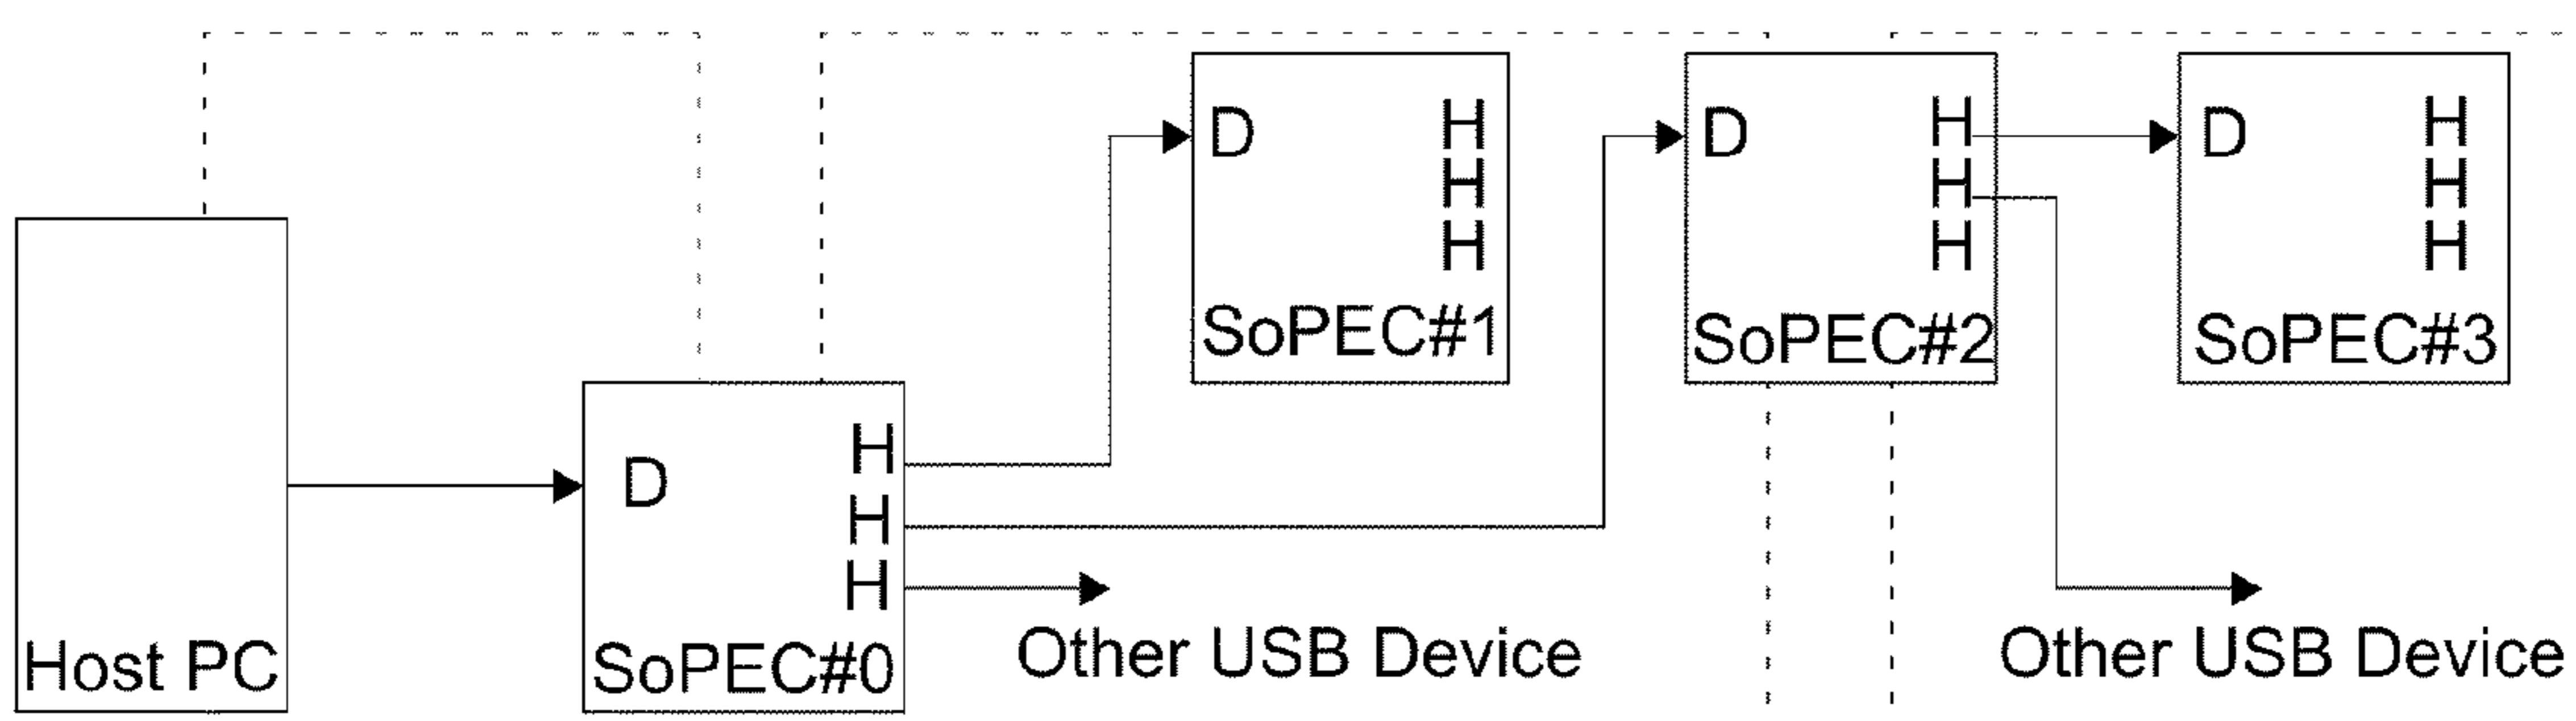 D
H
H
H
SoPEC#1
D
H
H
H
SoPEC#2
D
H
H
H
SoPEC#3
Host PC
D
H
H
H
SoPEC#0
Other USB Device
Other USB Device